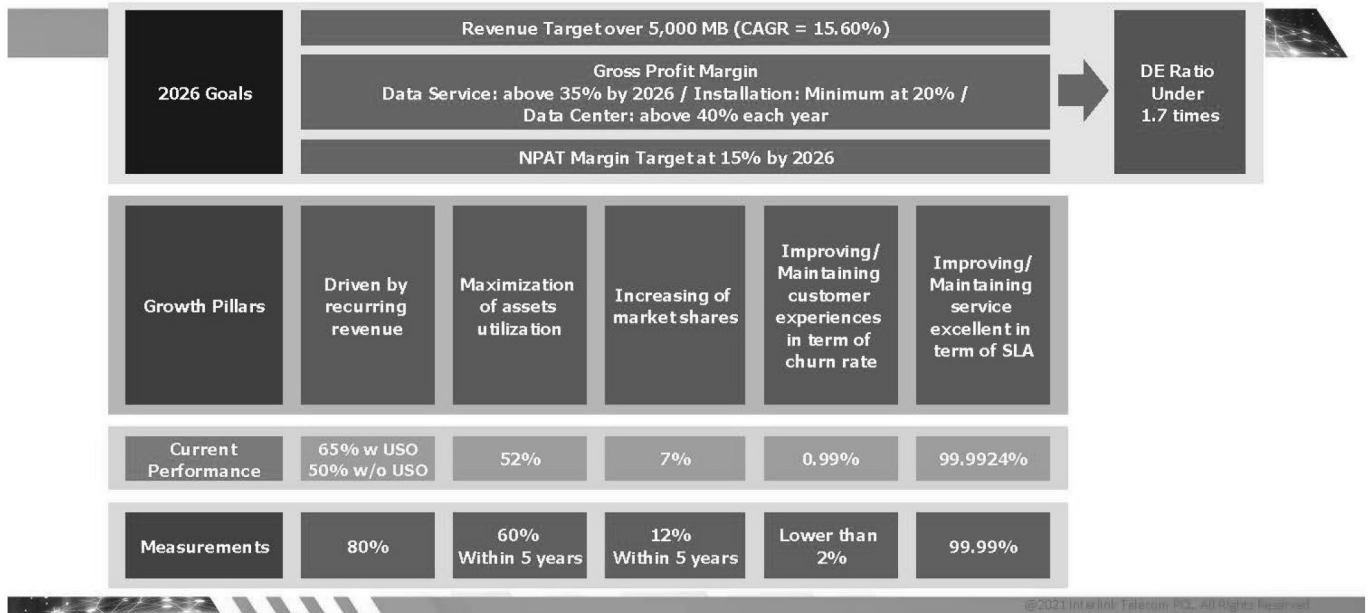 2026 Goals
Revenue Target over 5,000 MB (CAGR = 15.60%)
Gross Profit Margin
Data Service: above 35% by 2026 / Installation: Minimum at 20% /
Data Center: above 40% each year
NPAT Margin Target at 15% by 2026
DE Ratio
Under
1.7 times
Growth Pillars
Driven by
recurring
revenue
Maximization
of assets
utilization
Increasing of
market shares
Improving/
Maintaining
customer
experiences
in term of
churn rate
Improving/
Maintaining
service
excellent in
term of SLA
Current
Performance
65% w USO
50% w/o USO
52%
7%
0.99%
99.9924%
Measurements
80%
60%
Within 5 years
12%
Within 5 years
Lower than
2%
99.99%
@2021 Interlink Telecom PCL. All Rights Reserved